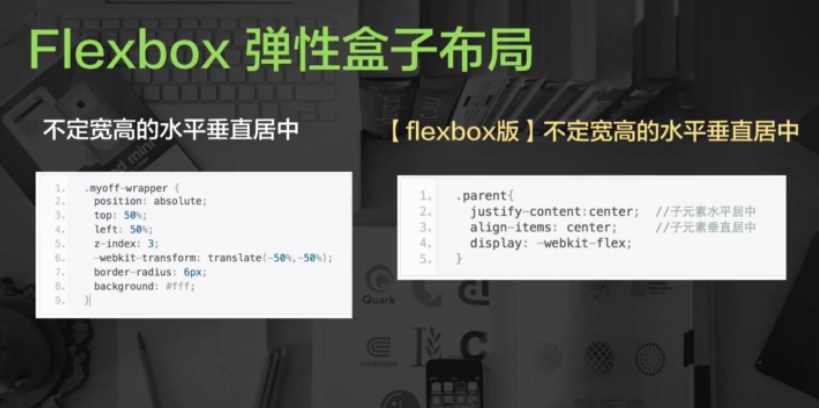 Flexbox 弹性盒子布局
不定宽高的水平垂直居中
1. .myoff-wrapper {
2. position: absolute;
3. top: 50%;
4. left: 50%;
5. z-index: 3;
6. -webkit-transform: translate(-50%,-50%);
7. border-radius: 6px;
8. background: #fff;
9. }
【flexbox版】不定宽高的水平垂直居中
1. .parent{
2. justify-content:center; //子元素水平居中
3. align-items: center; //子元素垂直居中
4. display: -webkit-flex;
5. }
Quark